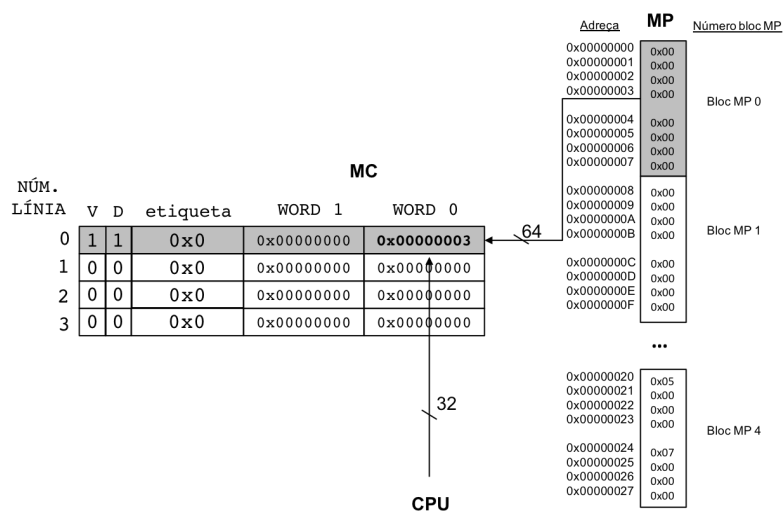 Adreça MP Número bloc MP
0x00000000 0x00
0x00000001 0x00
0x00000002 0x00
0x00000003 0x00
Bloc MP 0
0x00000004 0x00
0x00000005 0x00
0x00000006 0x00
0x00000007 0x00
MC
NÚM.
LÍNIA V D etiqueta WORD 1 WORD 0
0 1 1 0x0 0x00000000 0x00000003
1 0 0 0x0 0x00000000 0x00000000
2 0 0 0x0 0x00000000 0x00000000
3 0 0 0x0 0x00000000 0x00000000
64
32
CPU
0x00000008 0x00
0x00000009 0x00
0x0000000A 0x00
0x0000000B 0x00
Bloc MP 1
0x0000000C 0x00
0x0000000D 0x00
0x0000000E 0x00
0x0000000F 0x00
...
0x00000020 0x05
0x00000021 0x00
0x00000022 0x00
0x00000023 0x00
Bloc MP 4
0x00000024 0x07
0x00000025 0x00
0x00000026 0x00
0x00000027 0x00